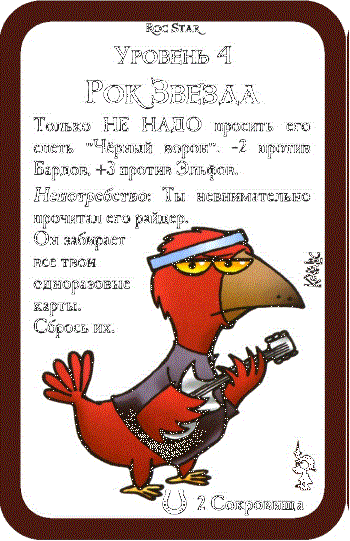 Roc Star
Уровень 4
Рок Звезда
Только НЕ НАДО просить его
спеть "Чёрный ворон". -2 против
Бардов, +3 против Эльфов.
Непотребство: Ты невнимательно
прочитал его райдер.
Он забирает
все твои
одноразовые
карты.
Сбрось их.
2 Сокровища